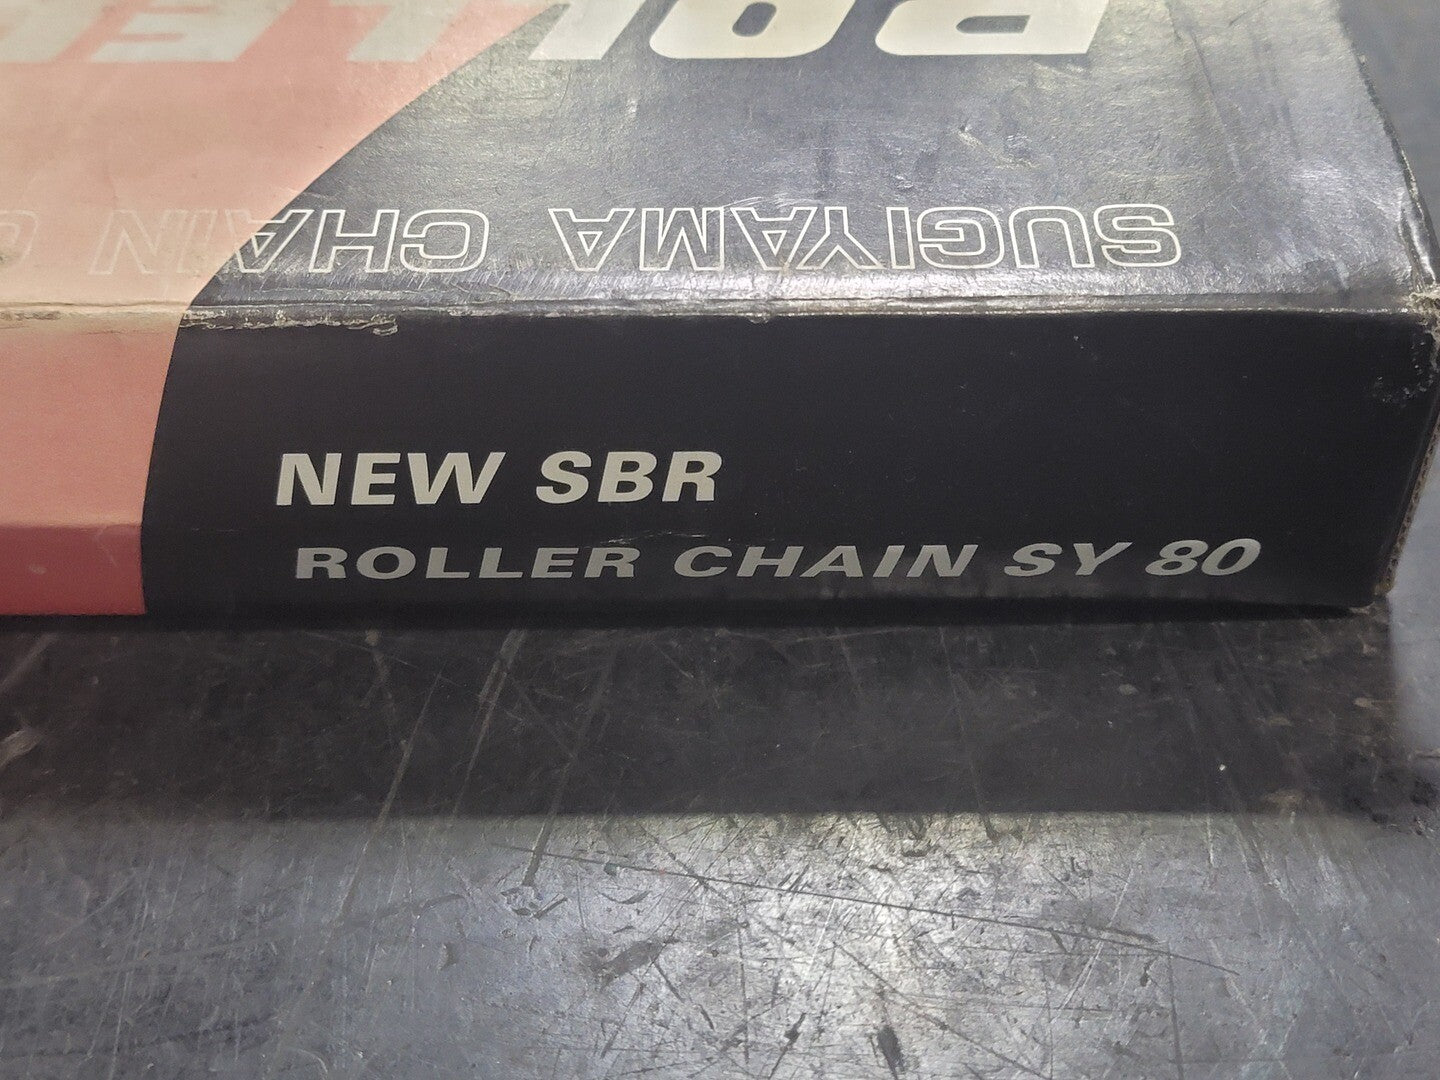 SUGIYAMA CHAIN
NEW SBR
ROLLER CHAIN SY 80